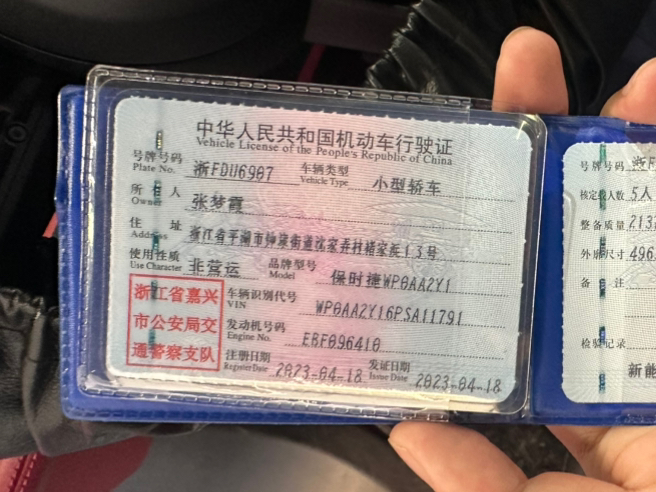 中华人民共和国机动车行驶证
Vehicle License of the People's Republic of China
号牌号码 Plate No. 浙FDU6987 车辆类型 Vehicle Type 小型轿车
所有人 Owner 张梦霞
住址 Address 浙江省平湖市钟埭街道沈家弄村褚家浜13号
使用性质 Use Character 非营运 品牌型号 Model 保时捷WP0AA2Y1
浙江省嘉兴
市公安局交
通警察支队
车辆识别代号 VIN WP0AA2Y16PSA11791
发动机号码 Engine No. EBF096410
注册日期 Register Date 2023-04-18 发证日期 Issue Date 2023-04-18
号牌号码
核定载人数 5人
整备质量
外廓尺寸
备注
检验记录